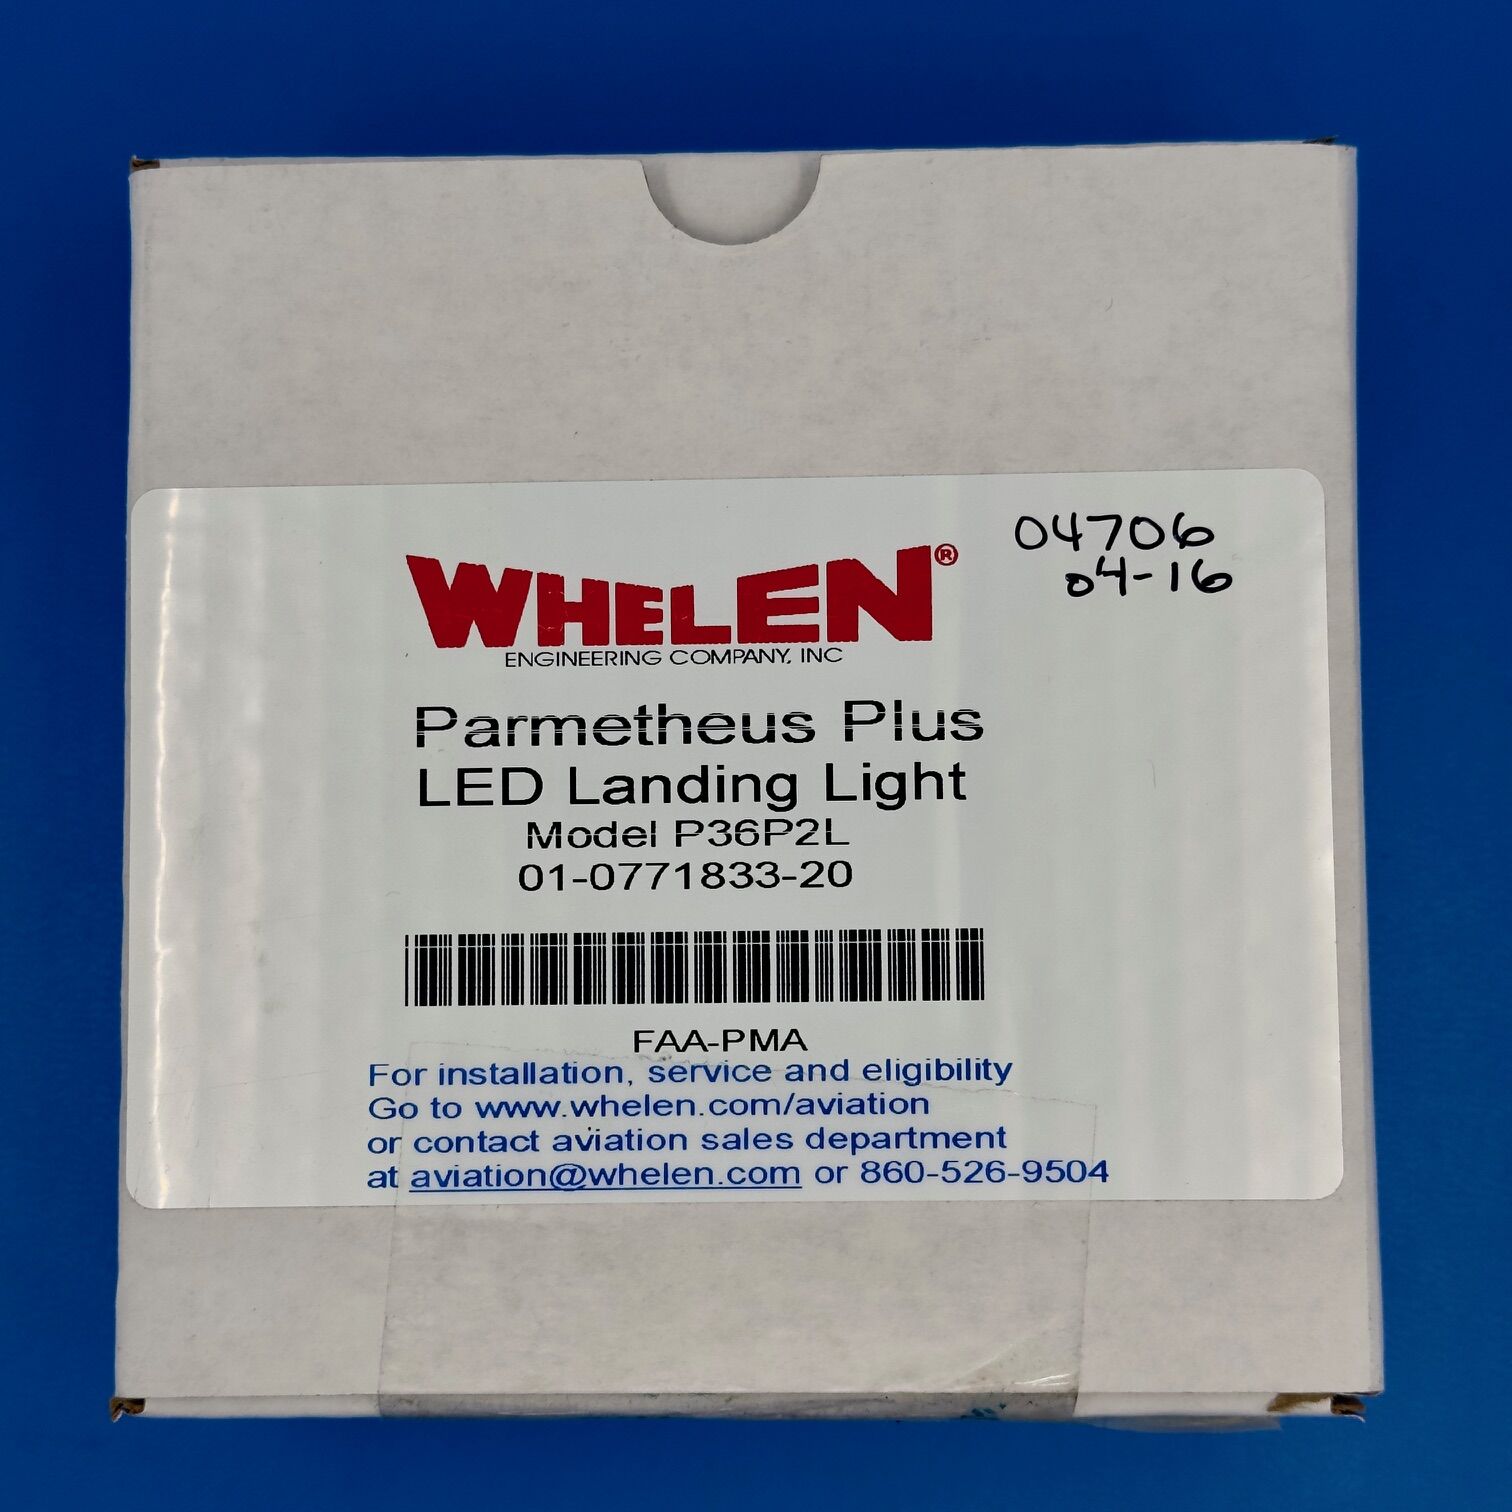 04706
04-16
WHELEN®
ENGINEERING COMPANY, INC
Parmetheus Plus
LED Landing Light
Model P36P2L
01-0771833-20
FAA-PMA
For installation, service and eligibility
Go to www.whelen.com/aviation
or contact aviation sales department
at aviation@whelen.com or 860-526-9504